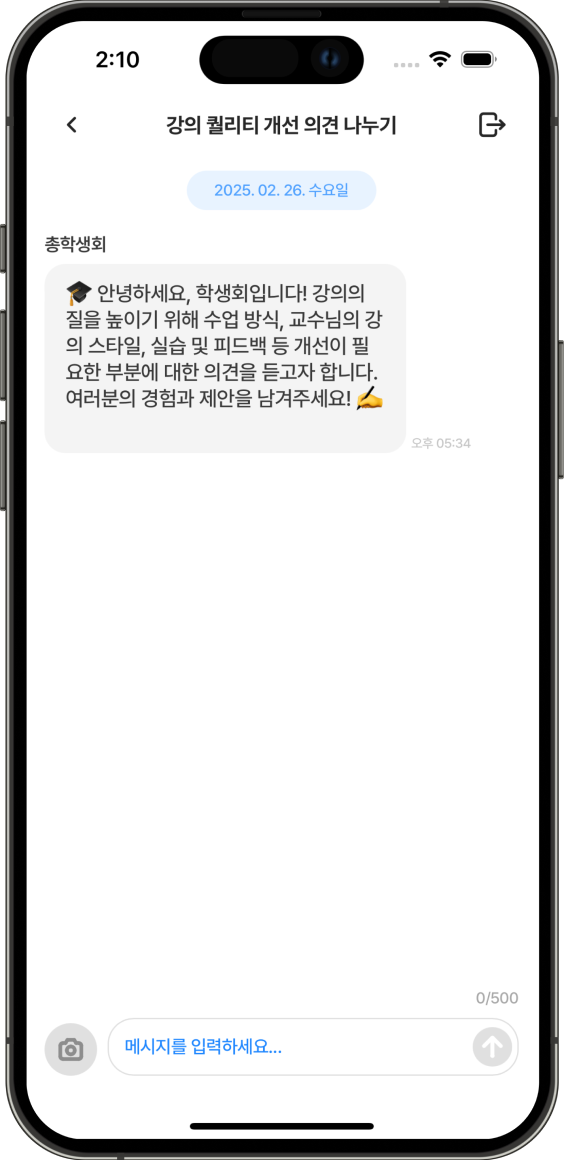 2:10
강의 퀄리티 개선 의견 나누기
2025. 02. 26. 수요일
총학생회
🎓 안녕하세요, 학생회입니다! 강의의
질을 높이기 위해 수업 방식, 교수님의 강
의 스타일, 실습 및 피드백 등 개선이 필
요한 부분에 대한 의견을 듣고자 합니다.
여러분의 경험과 제안을 남겨주세요! ✍️
오후 05:34
0/500
메시지를 입력하세요...